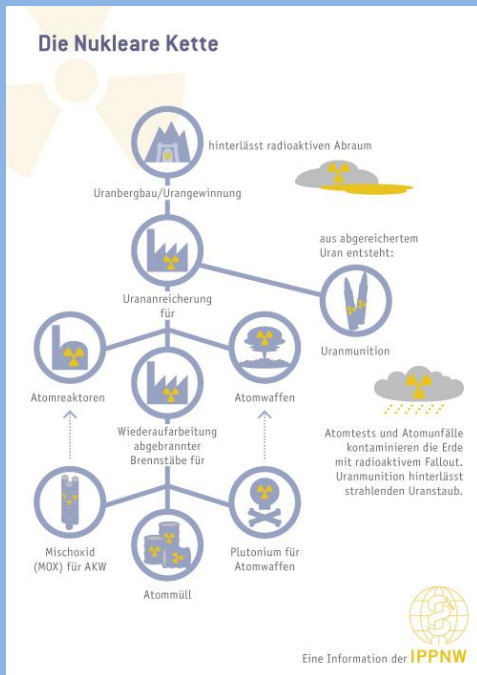 Die Nukleare Kette
hinterlässt radioaktiven Abraum
Uranbergbau/Urangewinnung
aus abgereichertem
Uran entsteht:
Urananreicherung
für
Uranmunition
Atomreaktoren
Atomwaffen
Wiederaufarbeitung
abgebrannter
Brennstäbe für
Atomtests und Atomunfälle
kontaminieren die Erde
mit radioaktivem Fallout.
Uranmunition hinterlässt
strahlenden Uranstaub.
Mischoxid
(MOX) für AKW
Plutonium für
Atomwaffen
Atommüll
Eine Information der IPPNW